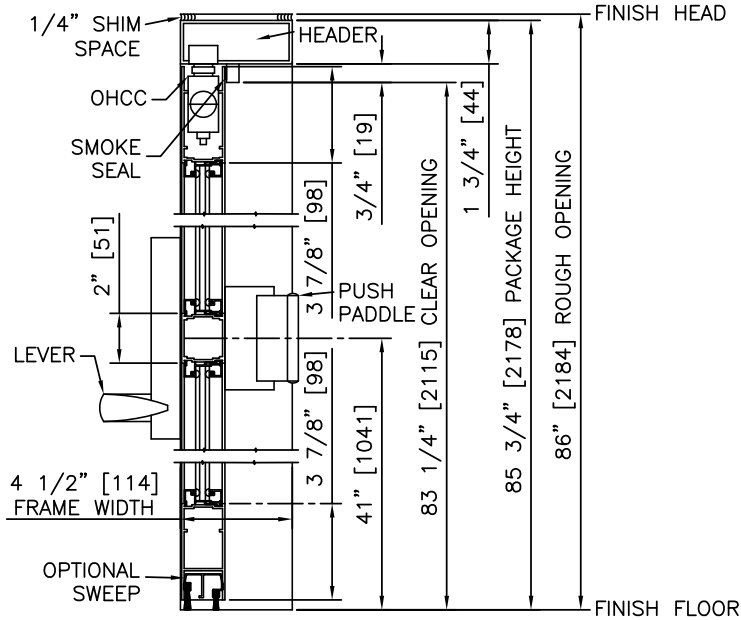 1/4” SHIM
SPACE
HEADER
FINISH HEAD
OHCC
SMOKE
SEAL
3/4” [19]
1 3/4” [44]
2” [51]
3 7/8” [98]
83 1/4” [2115] CLEAR OPENING
85 3/4” [2178] PACKAGE HEIGHT
86” [2184] ROUGH OPENING
PUSH
PADDLE
LEVER
3 7/8” [98]
41” [1041]
4 1/2” [114]
FRAME WIDTH
OPTIONAL
SWEEP
FINISH FLOOR